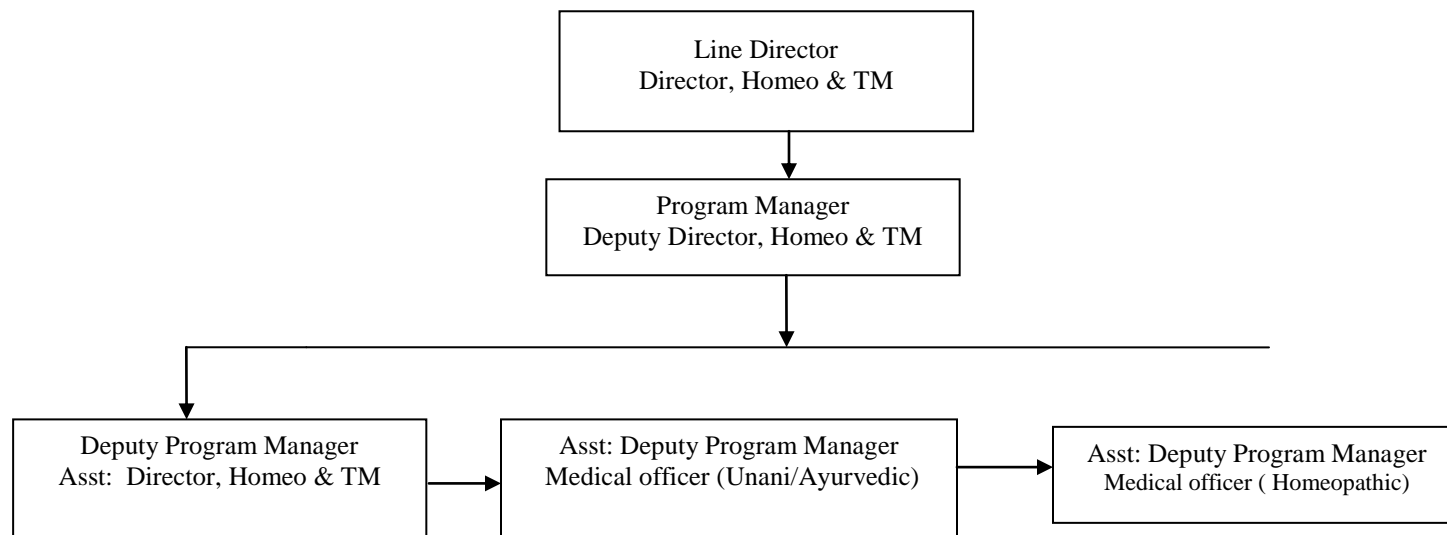 Line Director
Director, Homeo & TM
Program Manager
Deputy Director, Homeo & TM
Deputy Program Manager
Asst:  Director, Homeo & TM
Asst: Deputy Program Manager
Medical officer (Unani/Ayurvedic)
Asst: Deputy Program Manager
Medical officer ( Homeopathic)